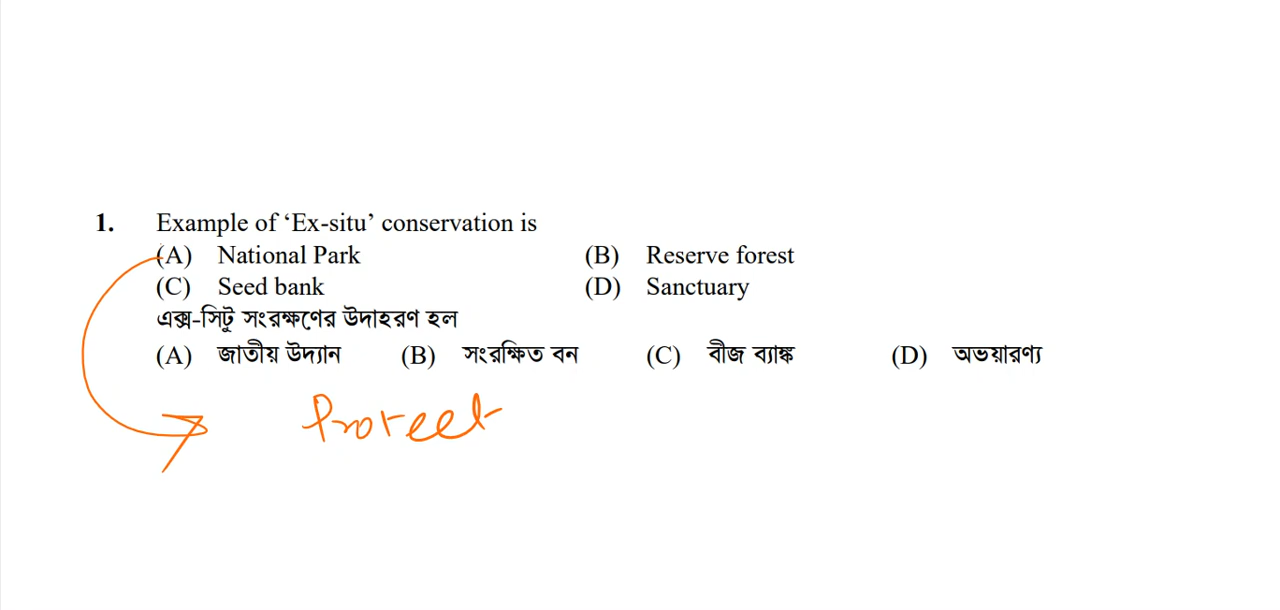 1. Example of ‘Ex-situ’ conservation is
(A) National Park (B) Reserve forest
(C) Seed bank (D) Sanctuary
এক্স-সিটু সংরক্ষণের উদাহরণ হল
(A) জাতীয় উদ্যান (B) সংরক্ষিত বন (C) বীজ ব্যাঙ্ক (D) অভয়ারণ্য
Protect